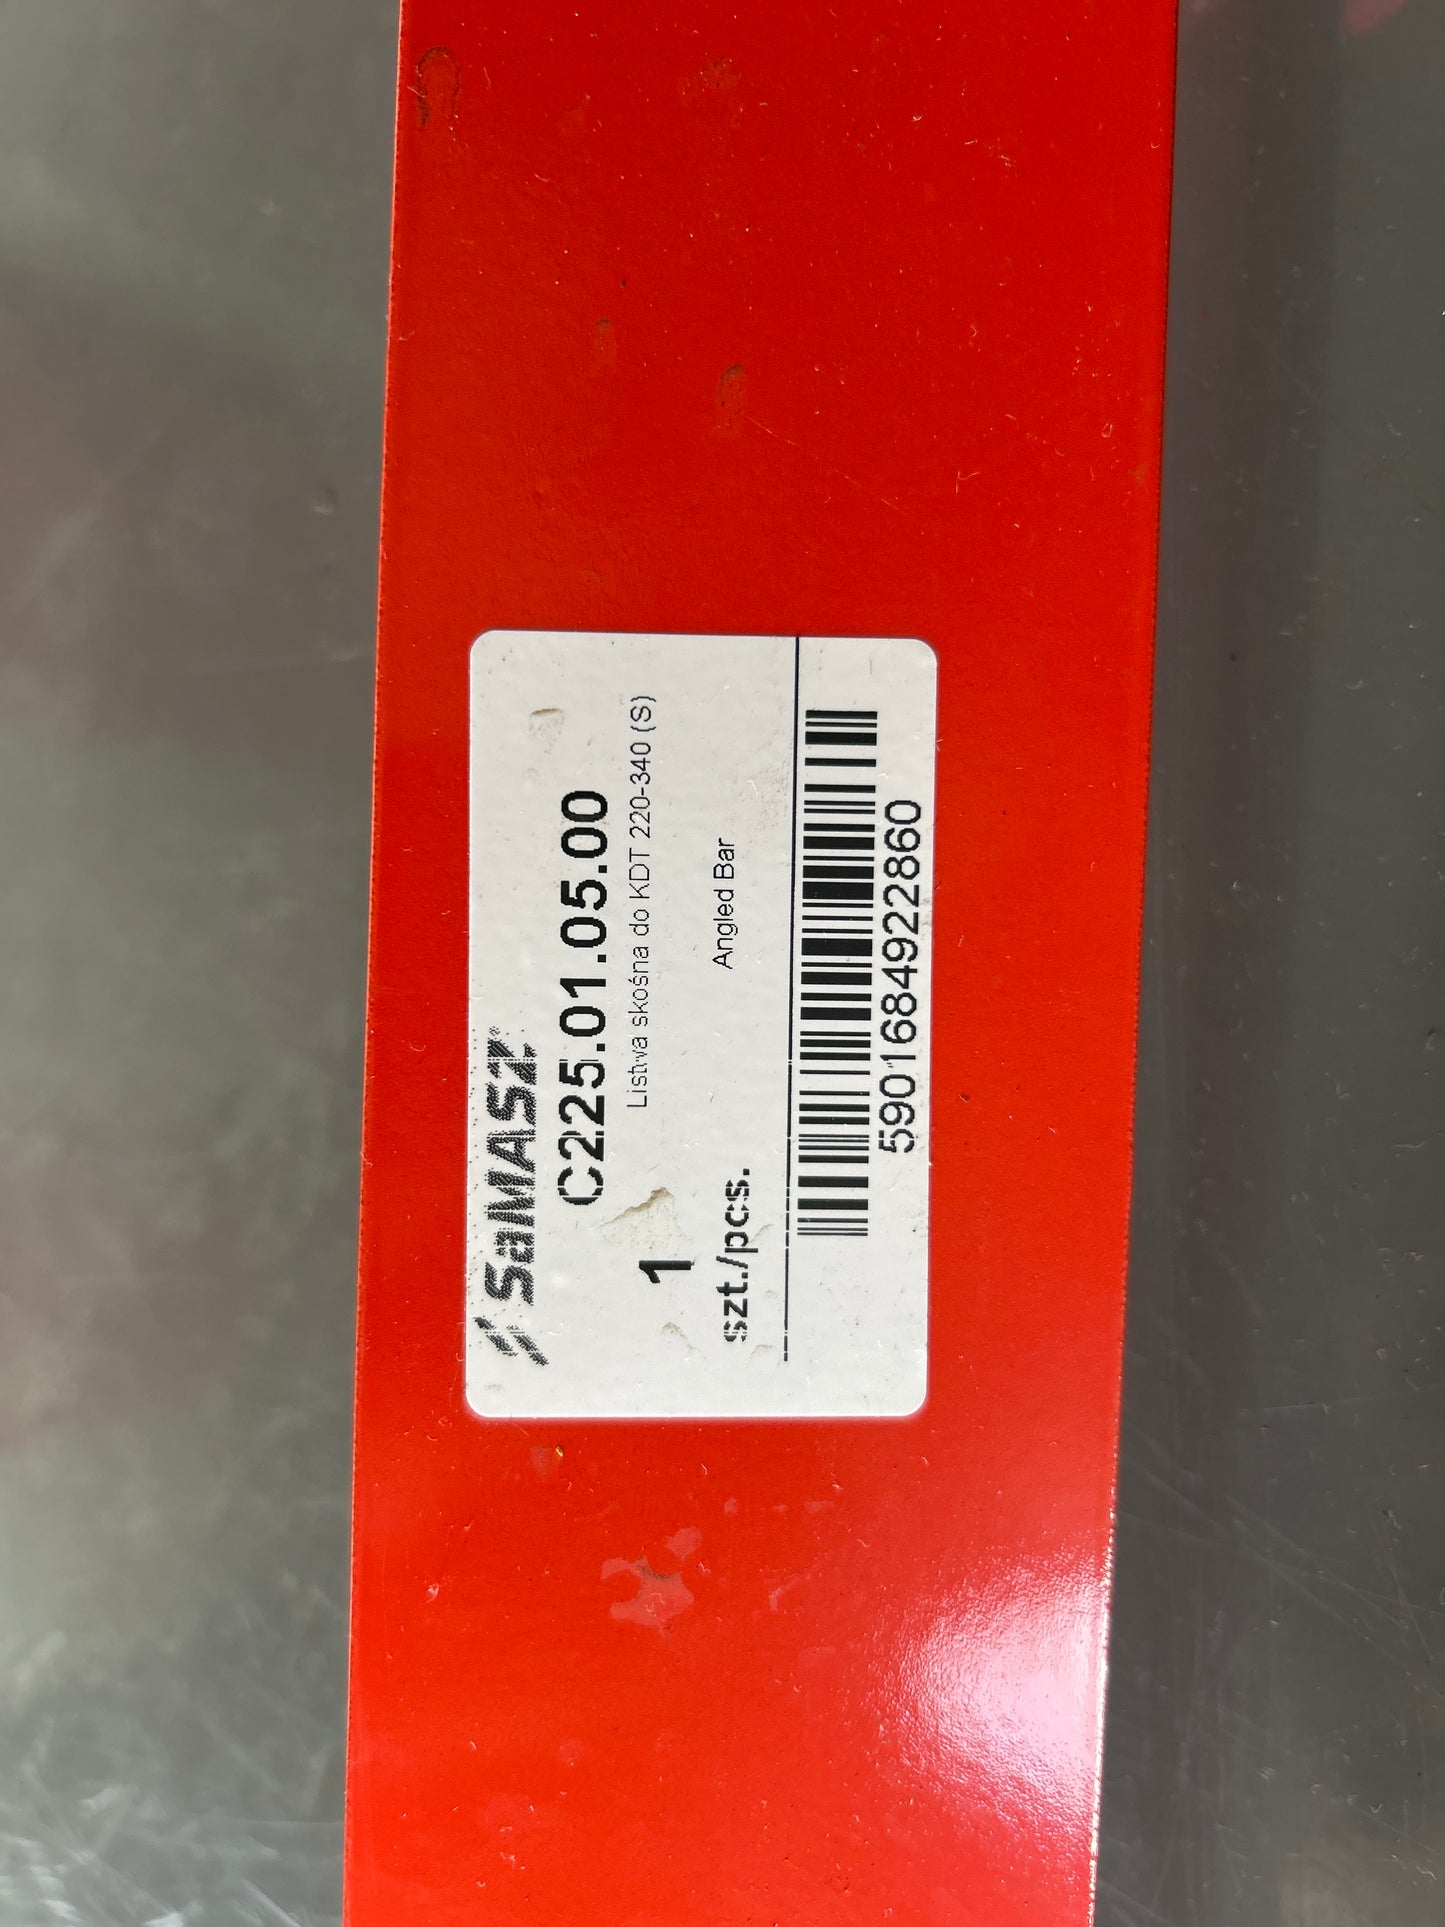 SaMASZ
C225.01.05.00
Listwa skośna do KDT 220-340 (S)
1
szt./pcs.
Angled Bar
5901684922860